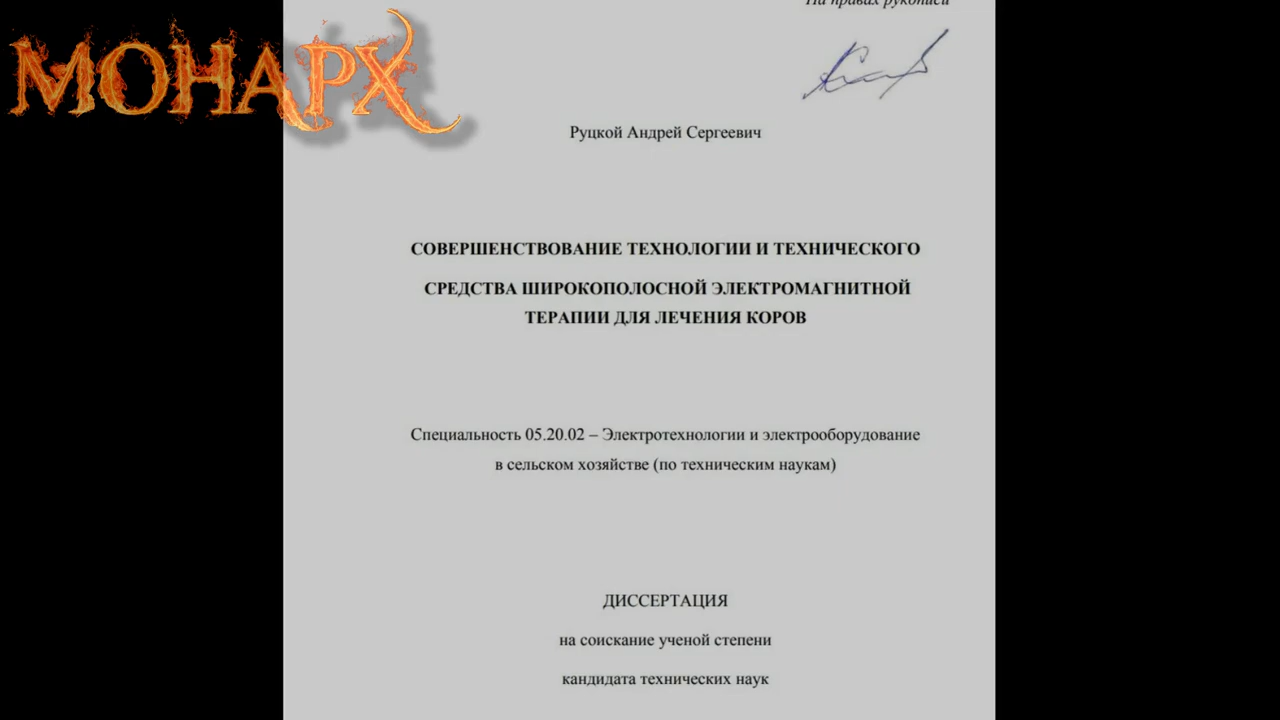 МОНАРХ
На правах рукописи
Руцкой Андрей Сергеевич
СОВЕРШЕНСТВОВАНИЕ ТЕХНОЛОГИИ И ТЕХНИЧЕСКОГО
СРЕДСТВА ШИРОКОПОЛОСНОЙ ЭЛЕКТРОМАГНИТНОЙ
ТЕРАПИИ ДЛЯ ЛЕЧЕНИЯ КОРОВ
Специальность 05.20.02 – Электротехнологии и электрооборудование
в сельском хозяйстве (по техническим наукам)
ДИССЕРТАЦИЯ
на соискание ученой степени
кандидата технических наук